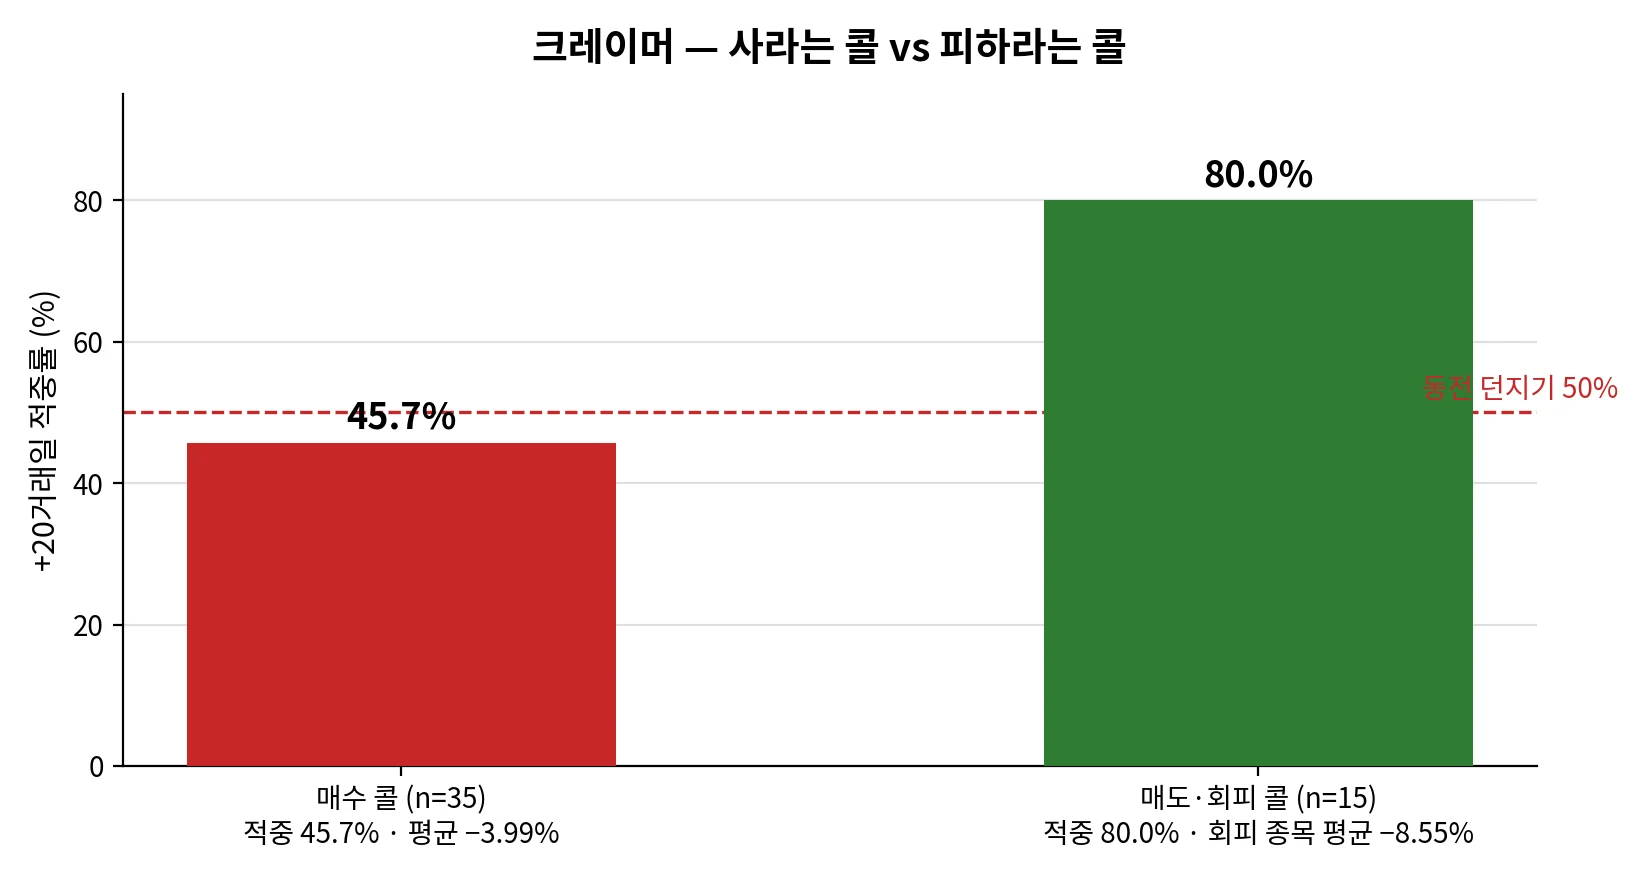 크레이머 — 사라는 콜 vs 피하라는 콜
+20거래일 적중률 (%)
80
60
40
20
0
45.7%
80.0%
동전 던지기 50%
매수 콜 (n=35)
적중 45.7% · 평균 −3.99%
매도·회피 콜 (n=15)
적중 80.0% · 회피 종목 평균 −8.55%